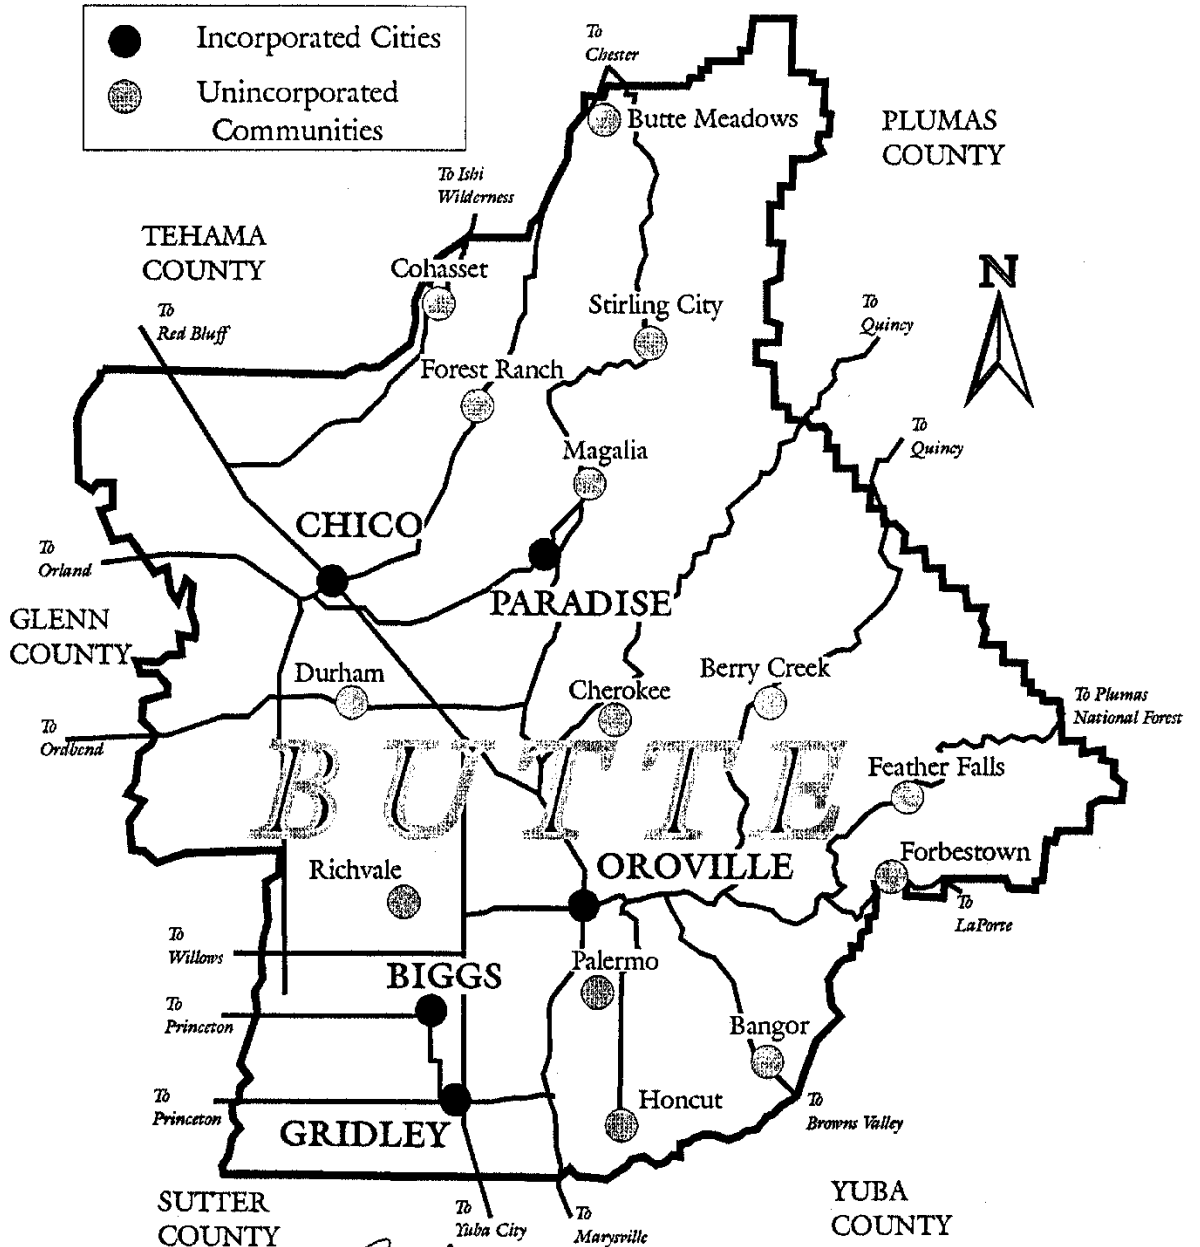 Incorporated Cities
Unincorporated
Communities
To
Chester
Butte Meadows
PLUMAS
COUNTY
To Ishi
Wilderness
TEHAMA
COUNTY
Cohasset
N
To
Red Bluff
Stirling City
To
Quincy
Forest Ranch
To
Quincy
Magalia
CHICO
To
Orland
PARADISE
GLENN
COUNTY
Durham
Berry Creek
Cherokee
To Plumas
National Forest
To
Ordbend
BUTTE
Feather Falls
OROVILLE
Forbestown
Richvale
To
LaPorte
To
Willows
Palermo
BIGGS
To
Princeton
Bangor
To
Princeton
Honcut
To
Browns Valley
GRIDLEY
SUTTER
COUNTY
YUBA
COUNTY
To
Yuba City
To
Marysville